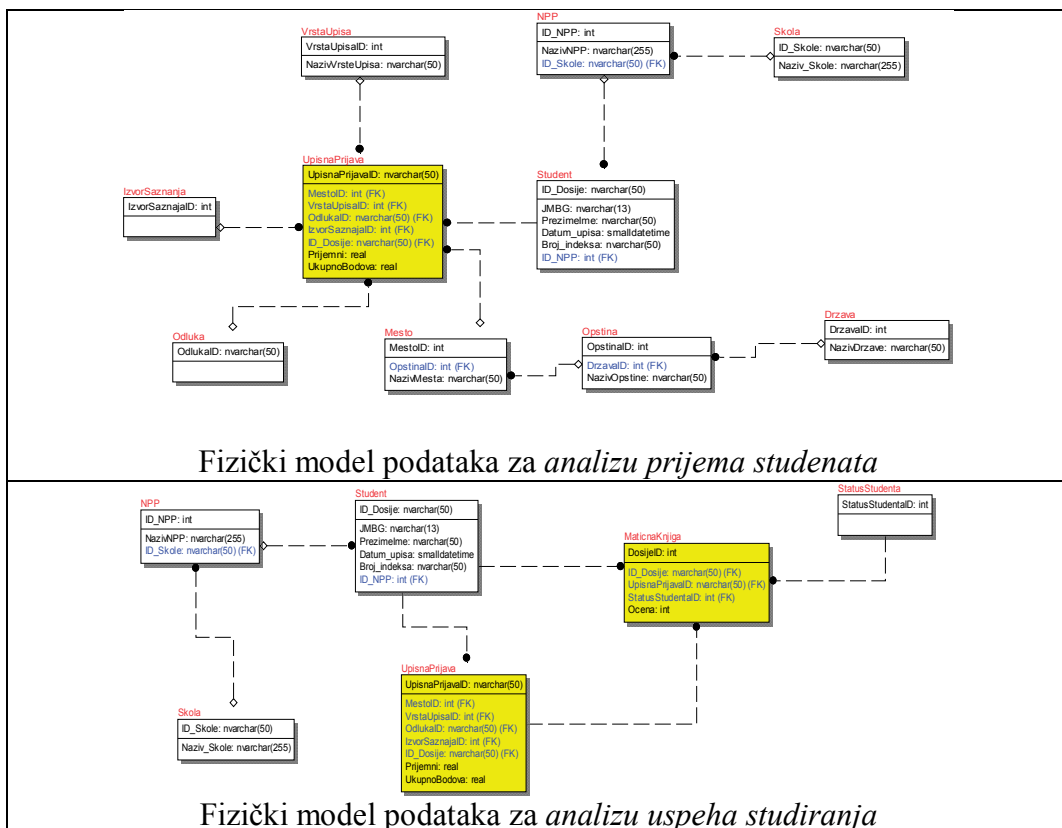 VrstaUpisa
VrstaUpisaID: int
NazivVrsteUpisa: nvarchar(50)
NPP
ID_NPP: int
NazivNPP: nvarchar(255)
ID_Skole: nvarchar(50) (FK)
Skola
ID_Skole: nvarchar(50)
Naziv_Skole: nvarchar(255)
UpisnaPrijava
UpisnaPrijavaID: nvarchar(50)
MestoID: int (FK)
VrstaUpisaID: int (FK)
OdlukaID: nvarchar(50) (FK)
IzvorSaznajaID: int (FK)
ID_Dosije: nvarchar(50) (FK)
Prijemni: real
UkupnoBodova: real
IzvorSaznanja
IzvorSaznajaID: int
Student
ID_Dosije: nvarchar(50)
JMBG: nvarchar(13)
PrezimeIme: nvarchar(50)
Datum_upisa: smalldatetime
Broj_indeksa: nvarchar(50)
ID_NPP: int (FK)
Odluka
OdlukaID: nvarchar(50)
Mesto
MestoID: int
OpstinaID: int (FK)
NazivMesta: nvarchar(50)
Opstina
OpstinaID: int
DrzavaID: int (FK)
NazivOpstine: nvarchar(50)
Drzava
DrzavaID: int
NazivDrzave: nvarchar(50)
Fizički model podataka za analizu prijema studenata
NPP
ID_NPP: int
NazivNPP: nvarchar(255)
ID_Skole: nvarchar(50) (FK)
Student
ID_Dosije: nvarchar(50)
JMBG: nvarchar(13)
PrezimeIme: nvarchar(50)
Datum_upisa: smalldatetime
Broj_indeksa: nvarchar(50)
ID_NPP: int (FK)
StatusStudenta
StatusStudentaID: int
MaticnaKnjiga
DosijeID: int
ID_Dosije: nvarchar(50) (FK)
UpisnaPrijavaID: nvarchar(50) (FK)
StatusStudentaID: int (FK)
Ocena: int
UpisnaPrijava
UpisnaPrijavaID: nvarchar(50)
MestoID: int (FK)
VrstaUpisaID: int (FK)
OdlukaID: nvarchar(50) (FK)
IzvorSaznajaID: int (FK)
ID_Dosije: nvarchar(50) (FK)
Prijemni: real
UkupnoBodova: real
Skola
ID_Skole: nvarchar(50)
Naziv_Skole: nvarchar(255)
Fizički model podataka za analizu uspeha studiranja